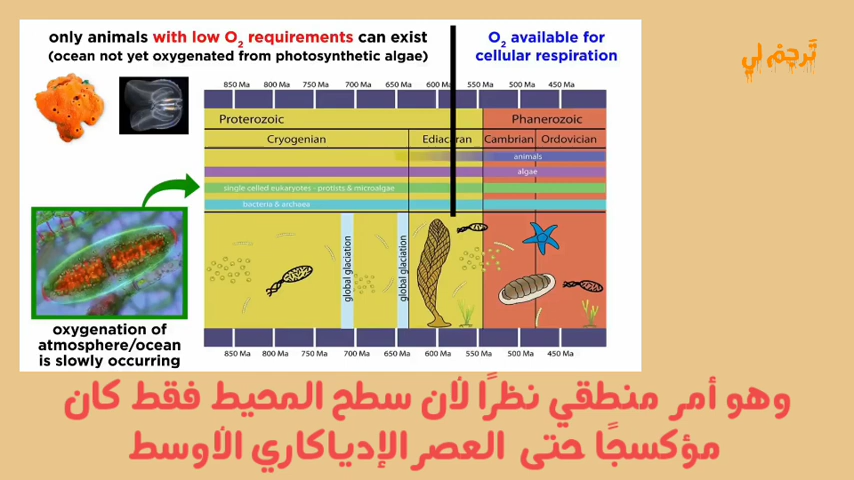 only animals with low O₂ requirements can exist
(ocean not yet oxygenated from photosynthetic algae)
O₂ available for
cellular respiration
تَرجِمْ لي
850 Ma 800 Ma 750 Ma 700 Ma 650 Ma 600 Ma 550 Ma 500 Ma 450 Ma
Proterozoic Phanerozoic
Cryogenian Ediacaran Cambrian Ordovician
animals
algae
single celled eukaryotes - protists & microalgae
bacteria & archaea
global glaciation
global glaciation
850 Ma 800 Ma 750 Ma 700 Ma 650 Ma 600 Ma 550 Ma 500 Ma 450 Ma
oxygenation of
atmosphere/ocean
is slowly occurring
وهو أمر منطقي نظرًا لأن سطح المحيط فقط كان
مؤكسجًا حتى العصر الإدياكاري الأوسط